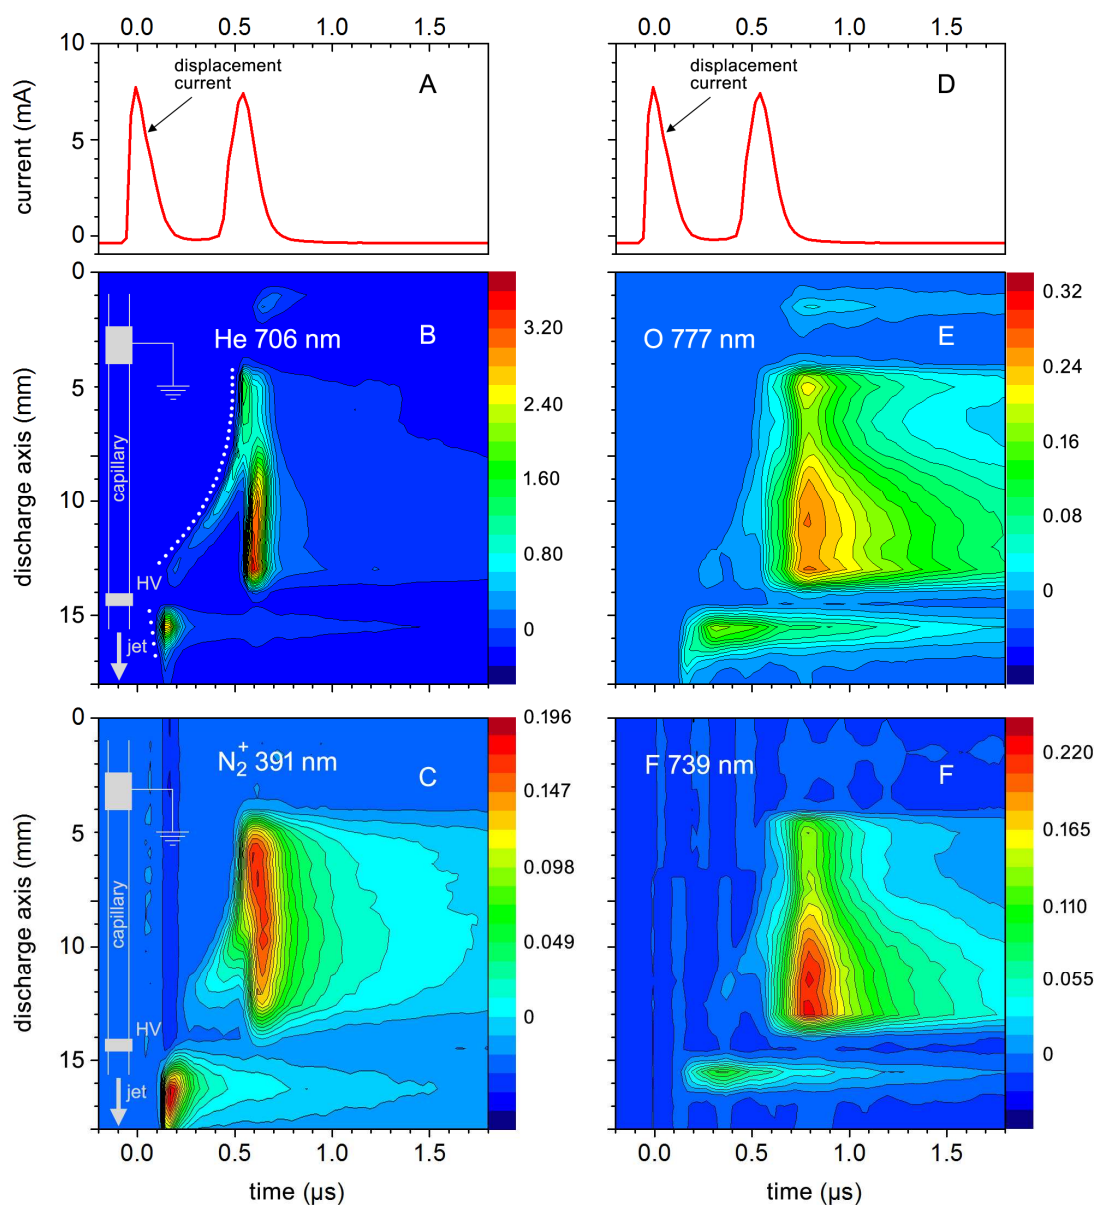 0.0 0.5 1.0 1.5
0.0 0.5 1.0 1.5
10
5
0
current (mA)
displacement
current
A
10
5
0
current (mA)
displacement
current
D
0
5
10
15
discharge axis (mm)
capillary
HV
jet
He 706 nm
B
3.20
2.40
1.60
0.80
0
O 777 nm
E
0.32
0.24
0.16
0.08
0
0
5
10
15
discharge axis (mm)
capillary
HV
jet
N₂⁺ 391 nm
C
0.196
0.147
0.098
0.049
0
F 739 nm
F
0.220
0.165
0.110
0.055
0
0.0 0.5 1.0 1.5
time (µs)
0.0 0.5 1.0 1.5
time (µs)